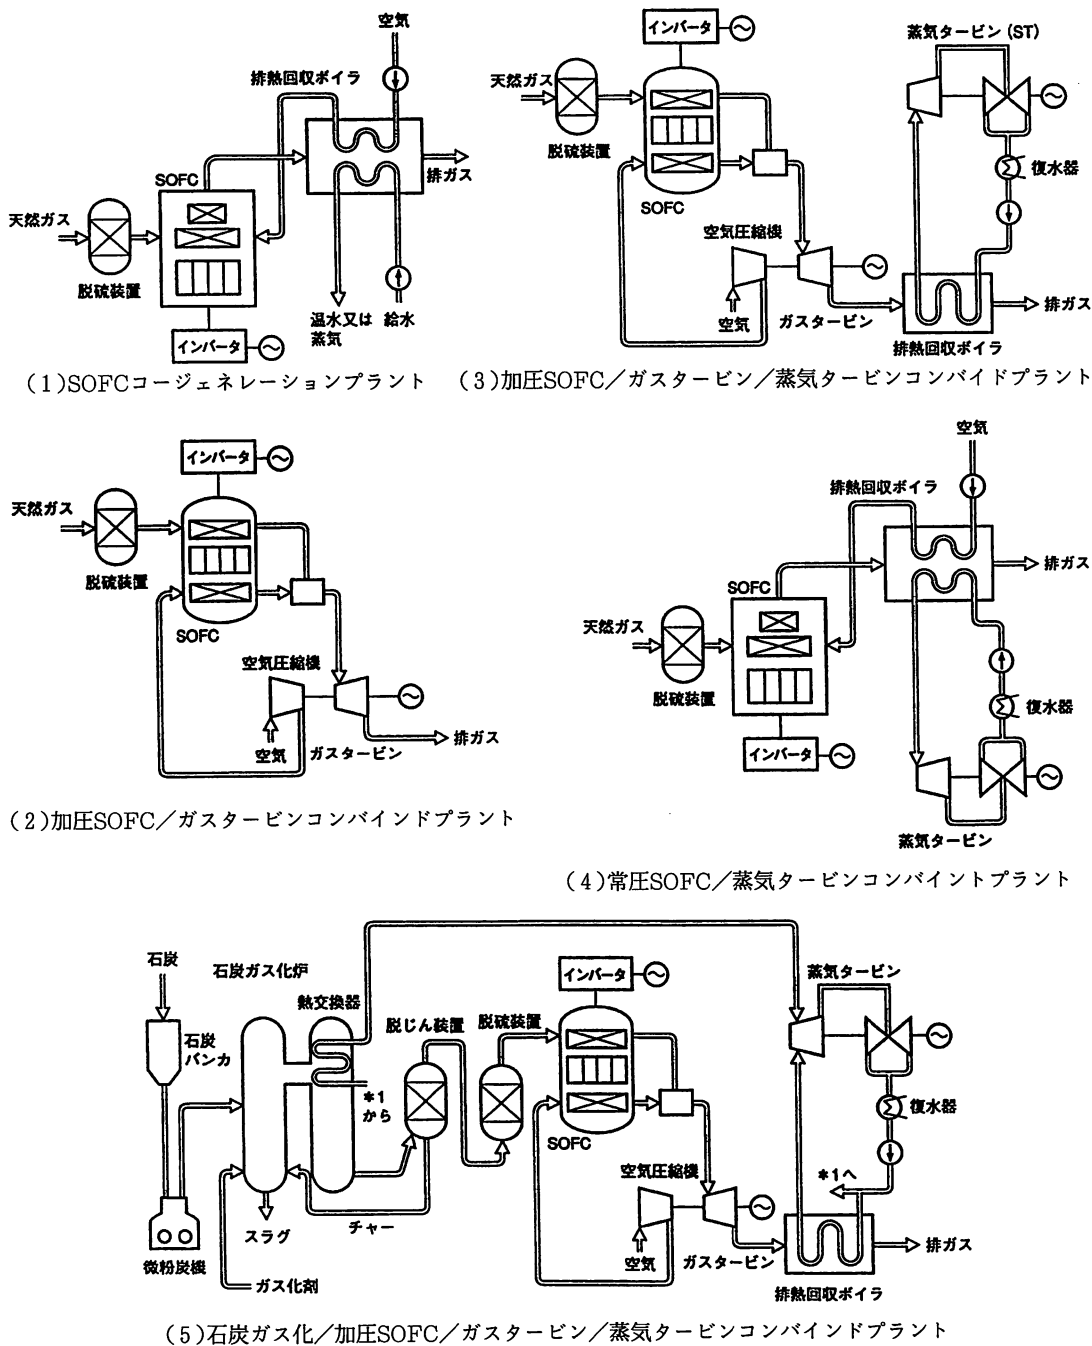 空気
排熱回収ボイラ
SOFC
天然ガス
排ガス
脱硫装置
温水又は
蒸気
給水
インバータ
(1)SOFCコージェネレーションプラント
インバータ
蒸気タービン(ST)
天然ガス
脱硫装置
復水器
SOFC
空気圧縮機
空気
ガスタービン
排ガス
排熱回収ボイラ
(3)加圧SOFC/ガスタービン/蒸気タービンコンバイドプラント
インバータ
天然ガス
脱硫装置
SOFC
空気圧縮機
空気
ガスタービン
排ガス
(2)加圧SOFC/ガスタービンコンバインドプラント
空気
排熱回収ボイラ
排ガス
SOFC
天然ガス
脱硫装置
復水器
インバータ
蒸気タービン
(4)常圧SOFC/蒸気タービンコンバイントプラント
石炭
石炭ガス化炉
熱交換器
石炭
バンカ
脱じん装置
脱硫装置
インバータ
蒸気タービン
*1
から
SOFC
復水器
空気圧縮機
*1へ
スラグ
チャー
微粉炭機
ガス化剤
空気
ガスタービン
排ガス
排熱回収ボイラ
(5)石炭ガス化/加圧SOFC/ガスタービン/蒸気タービンコンバインドプラント